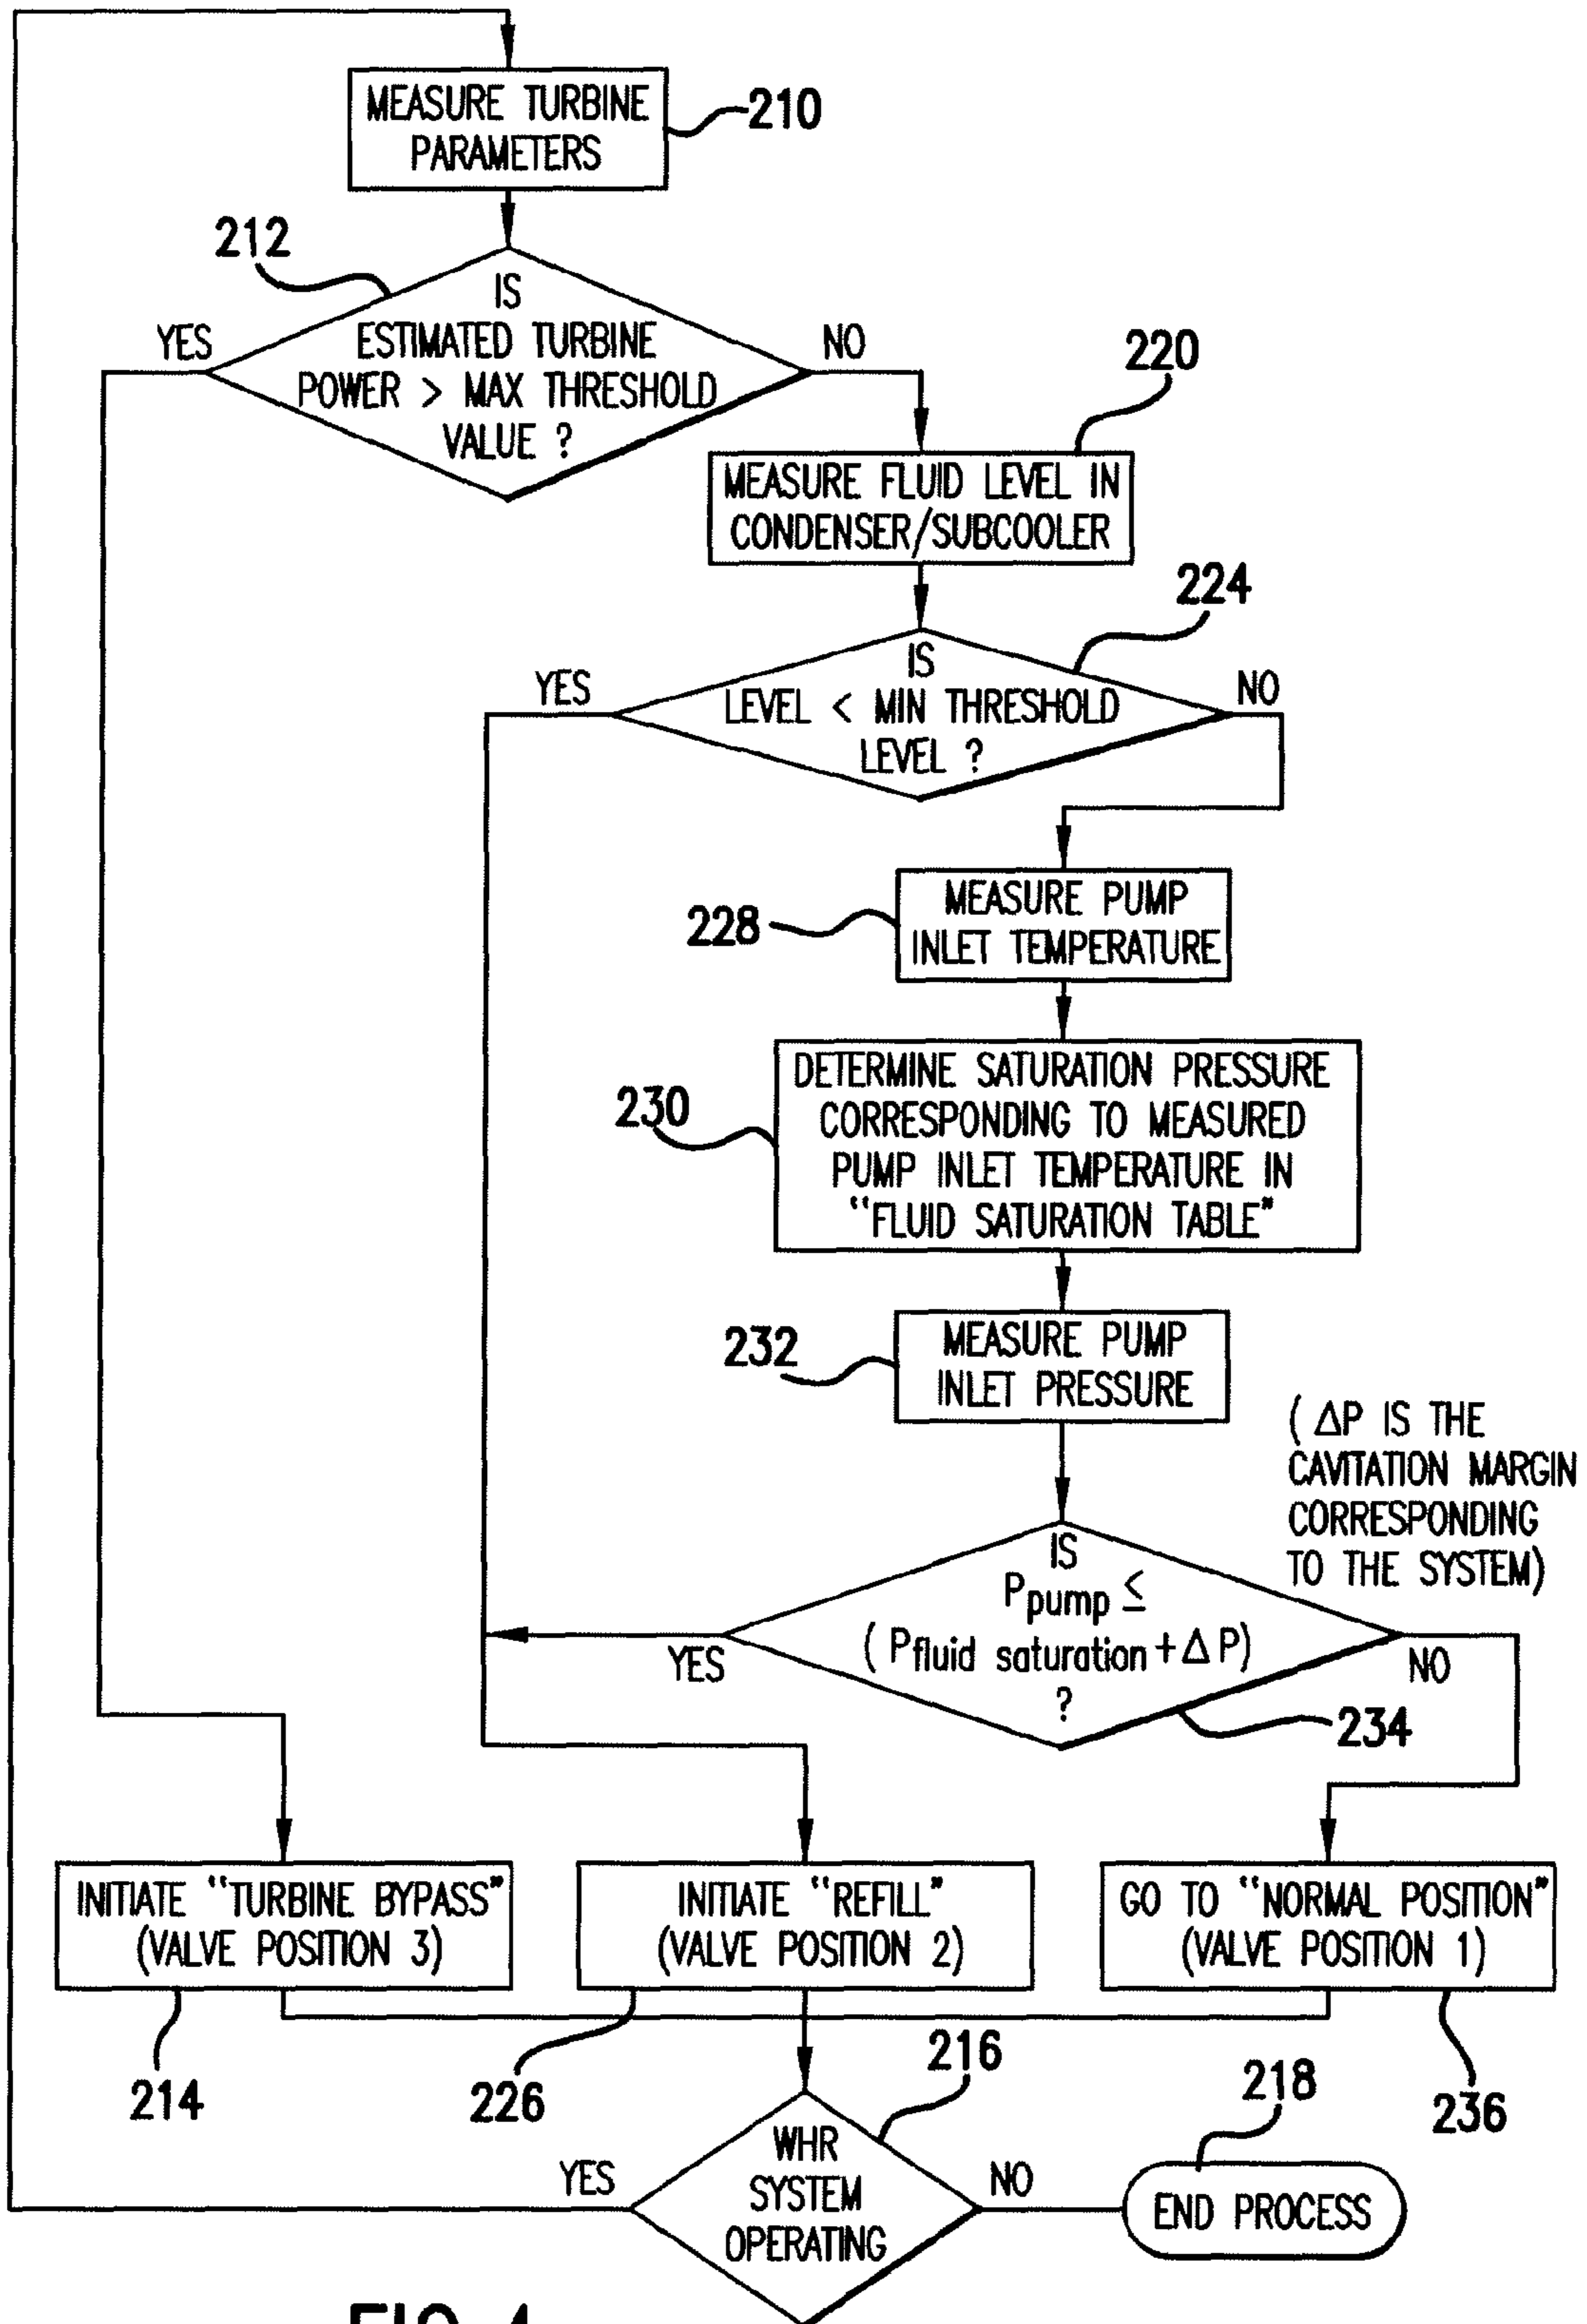 MEASURE TURBINE
PARAMETERS
210
212
IS
ESTIMATED TURBINE
POWER > MAX THRESHOLD
VALUE ?
YES
NO
220
MEASURE FLUID LEVEL IN
CONDENSER/SUBCOOLER
224
IS
LEVEL < MIN THRESHOLD
LEVEL ?
YES
NO
228
MEASURE PUMP
INLET TEMPERATURE
230
DETERMINE SATURATION PRESSURE
CORRESPONDING TO MEASURED
PUMP INLET TEMPERATURE IN
"FLUID SATURATION TABLE"
232
MEASURE PUMP
INLET PRESSURE
( ΔP IS THE
CAVITATION MARGIN
CORRESPONDING
TO THE SYSTEM)
IS
Ppump ≤
( Pfluid saturation + Δ P)
?
YES
NO
234
INITIATE "TURBINE BYPASS"
(VALVE POSITION 3)
INITIATE "REFILL"
(VALVE POSITION 2)
GO TO "NORMAL POSITION"
(VALVE POSITION 1)
214
226
216
218
236
WHR
SYSTEM
OPERATING
YES
NO
END PROCESS